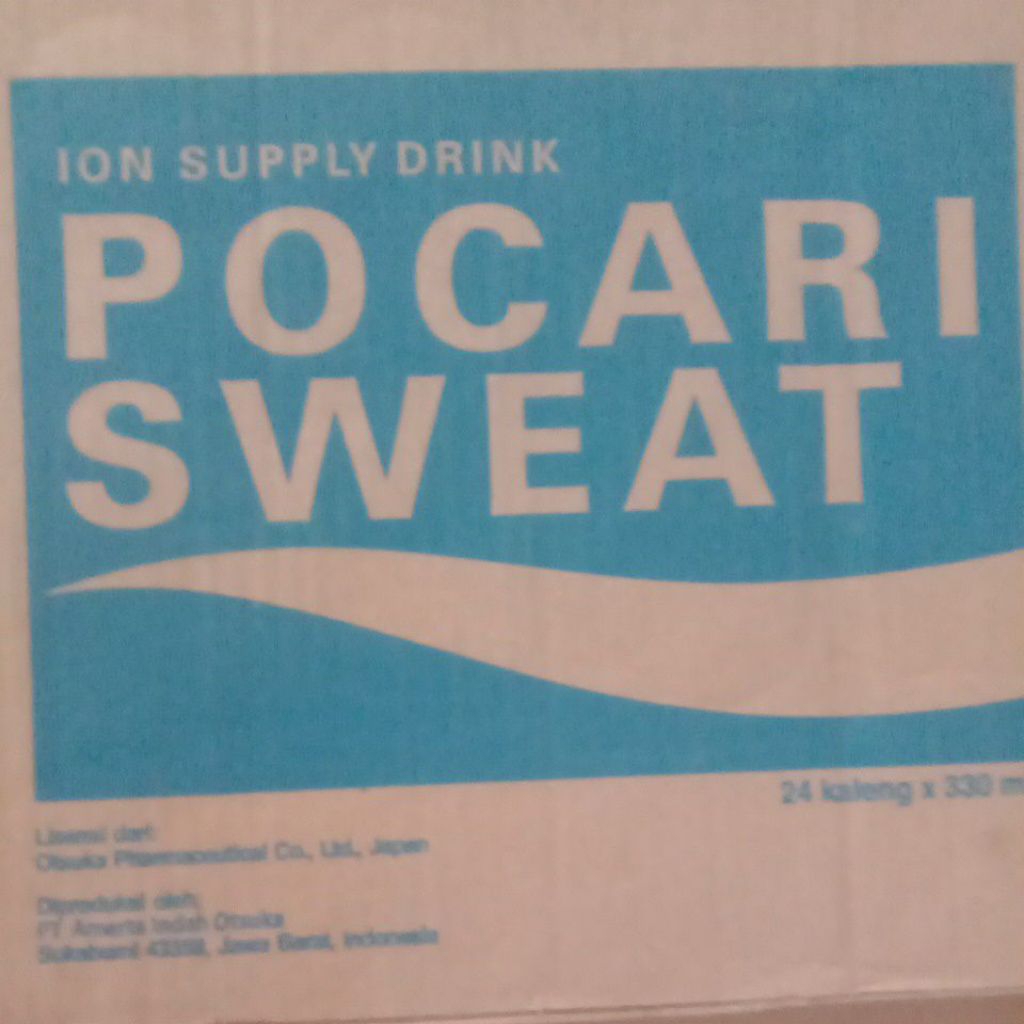 ION SUPPLY DRINK
POCARI
SWEAT
24 kaleng x 330 m
Lisensi dari:
Otsuka Pharmaceutical Co., Ltd., Japan
Diproduksi oleh:
PT Amerta Indah Otsuka
Sukabumi 43358, Jawa Barat, Indonesia